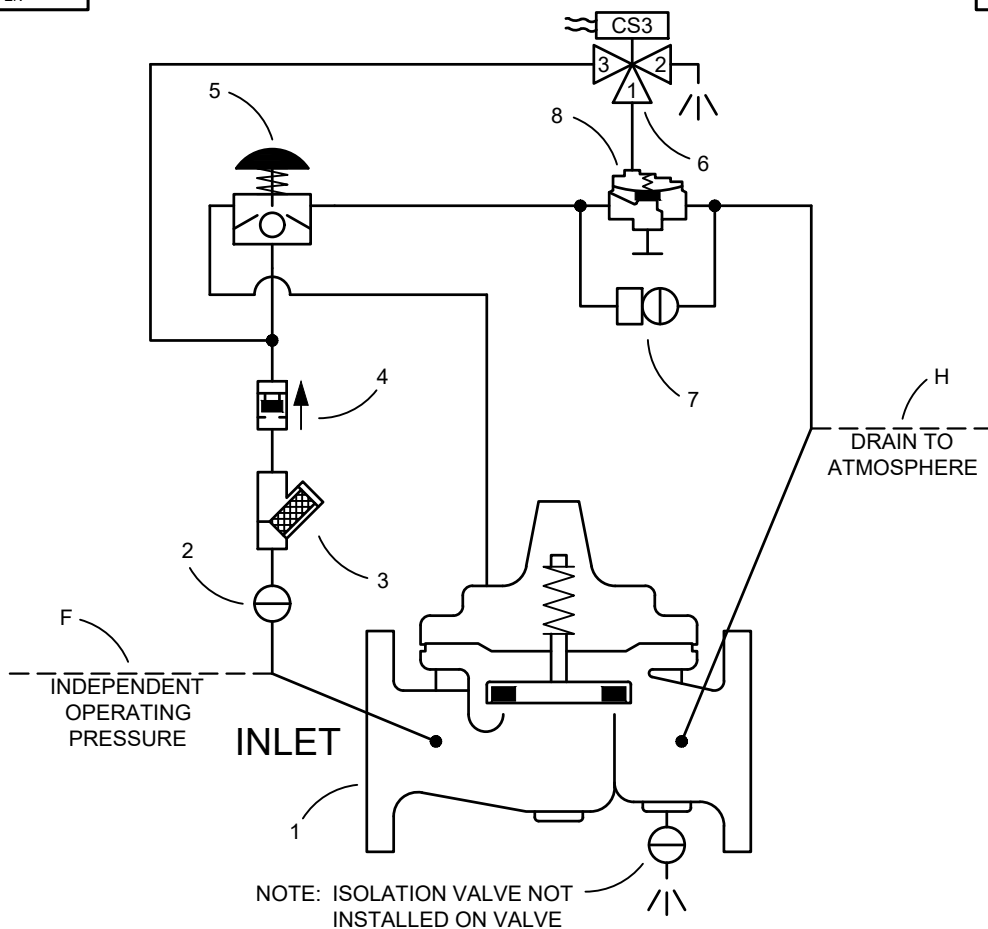 CS3
3
2
1
5
8
6
4
7
H
DRAIN TO
ATMOSPHERE
2
3
F
INDEPENDENT
OPERATING
PRESSURE
INLET
1
NOTE: ISOLATION VALVE NOT
INSTALLED ON VALVE